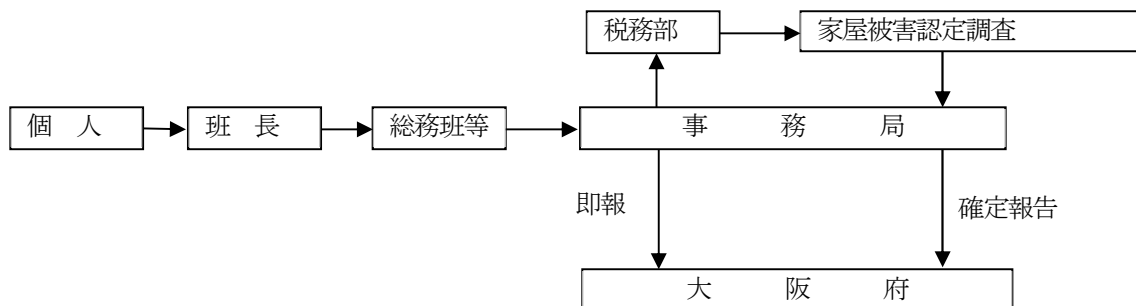 税務部
家屋被害認定調査
個　人
班　長
総務班等
事　務　局
即報
確定報告
大　阪　府